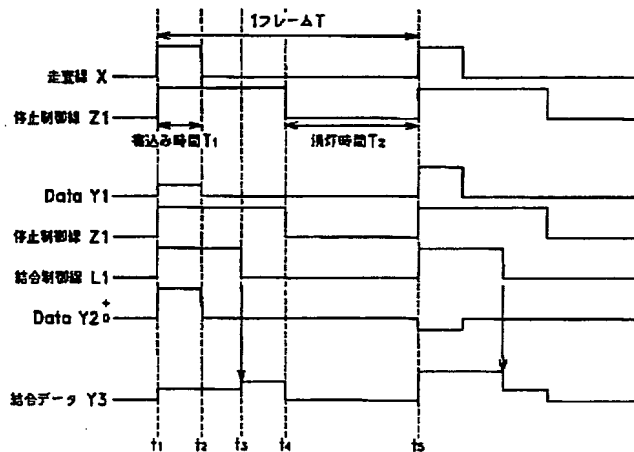 1フレームT
走査線 X
停止制御線 Z1
書込み時間T1
消灯時間T2
Data Y1
停止制御線 Z1
結合制御線 L1
Data Y2
+
0
結合データ Y3
t1 t2 t3 t4 t5